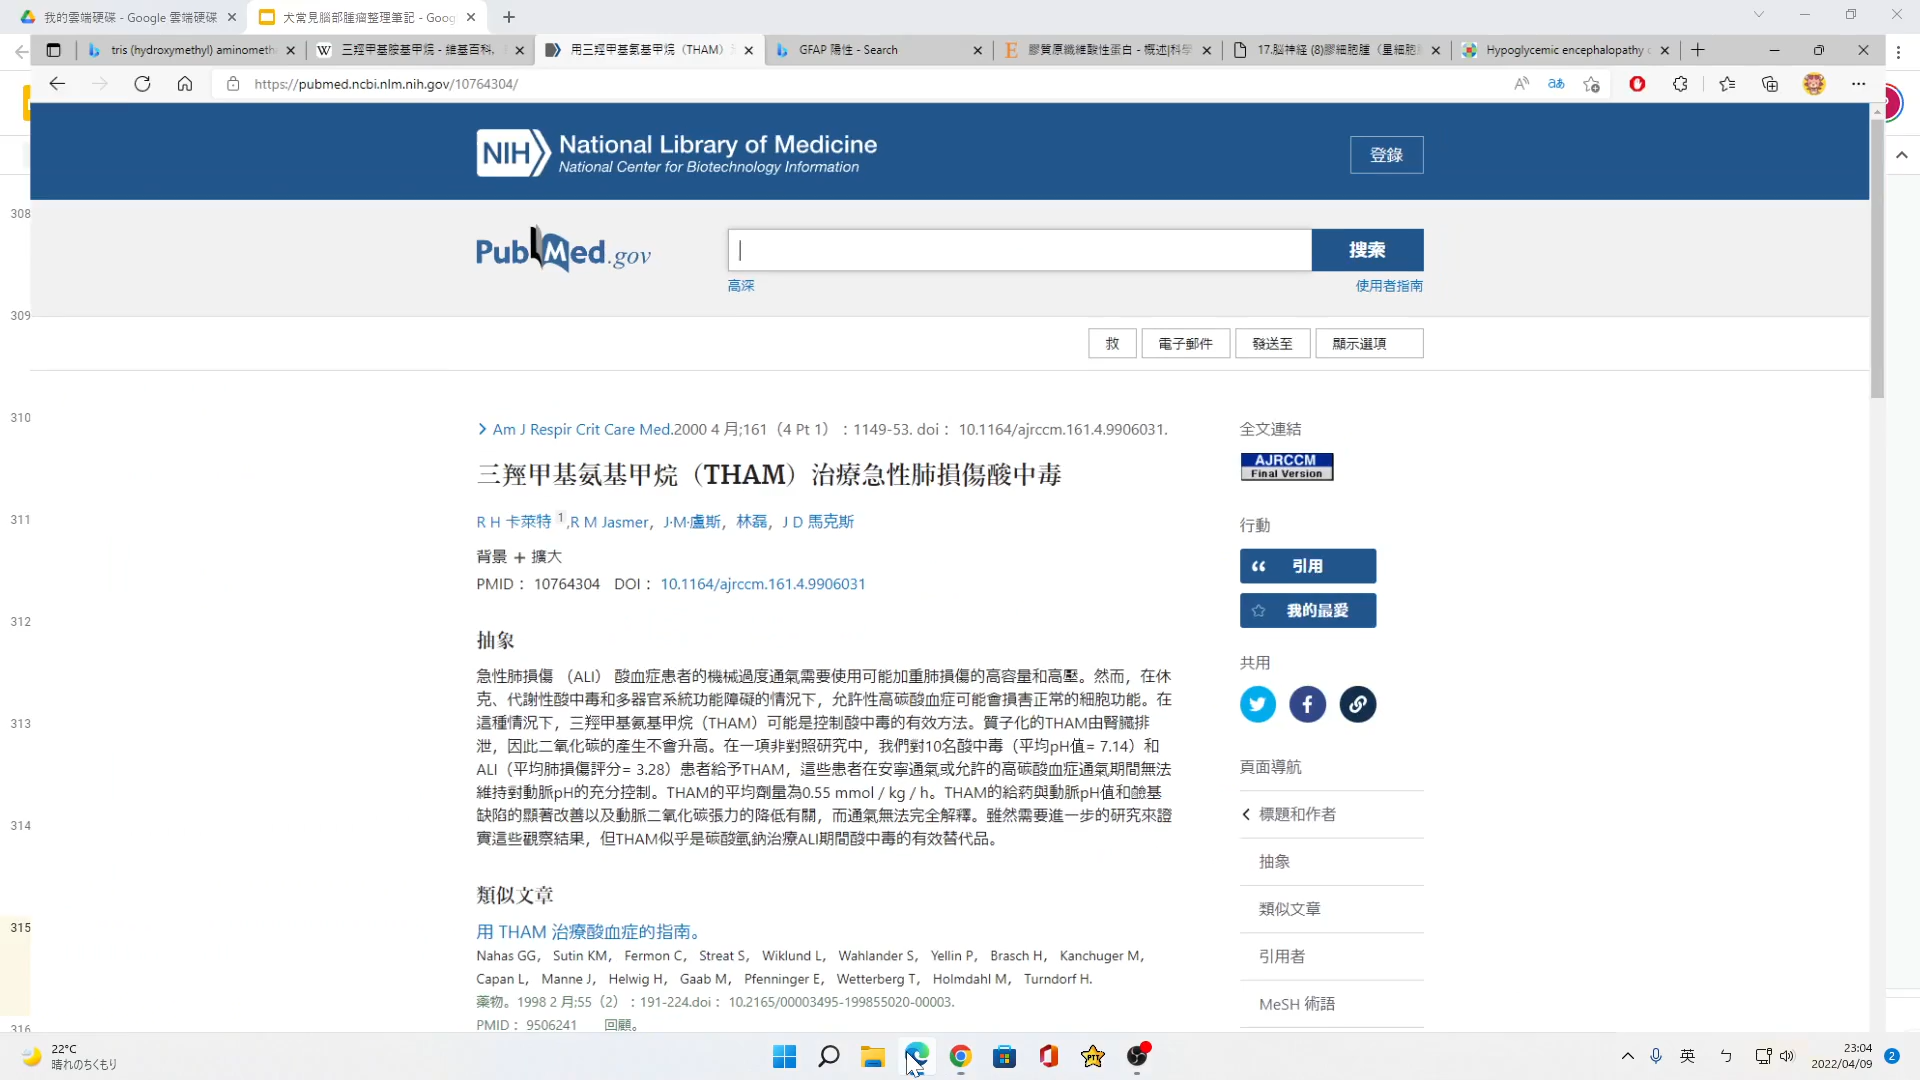 我的雲端硬碟 - Google 雲端硬碟
犬常見腦部腫瘤整理筆記 - Goog
tris (hydroxymethyl) aminometh
三羥甲基胺基甲烷 - 維基百科,
用三羥甲基氨基甲烷（THAM）
GFAP 陽性 - Search
膠質原纖維酸性蛋白 - 概述|科學
17.脳神経 (8)膠細胞腫（星細胞
Hypoglycemic encephalopathy
https://pubmed.ncbi.nlm.nih.gov/10764304/
NIH
National Library of Medicine
National Center for Biotechnology Information
登錄
PubMed.gov
搜索
高深
使用者指南
救
電子郵件
發送至
顯示選項
308
309
310
311
312
313
314
315
316
Am J Respir Crit Care Med.2000 4 月;161（4 Pt 1）：1149-53. doi： 10.1164/ajrccm.161.4.9906031.
三羥甲基氨基甲烷（THAM）治療急性肺損傷酸中毒
R H 卡萊特 1 ,R M Jasmer， J·M·盧斯， 林磊， J D 馬克斯
背景 + 擴大
PMID： 10764304 DOI： 10.1164/ajrccm.161.4.9906031
抽象
急性肺損傷 （ALI） 酸血症患者的機械過度通氣需要使用可能加重肺損傷的高容量和高壓。然而，在休
克、代謝性酸中毒和多器官系統功能障礙的情況下，允許性高碳酸血症可能會損害正常的細胞功能。在
這種情況下，三羥甲基氨基甲烷（THAM）可能是控制酸中毒的有效方法。質子化的THAM由腎臟排
泄，因此二氧化碳的產生不會升高。在一項非對照研究中，我們對10名酸中毒（平均pH值= 7.14）和
ALI（平均肺損傷評分= 3.28）患者給予THAM，這些患者在安寧通氣或允許的高碳酸血症通氣期間無法
維持對動脈pH的充分控制。THAM的平均劑量為0.55 mmol / kg / h。THAM的給葯與動脈pH值和鹼基
缺陷的顯著改善以及動脈二氧化碳張力的降低有關，而通氣無法完全解釋。雖然需要進一步的研究來證
實這些觀察結果，但THAM似乎是碳酸氫鈉治療ALI期間酸中毒的有效替代品。
類似文章
用 THAM 治療酸血症的指南。
Nahas GG， Sutin KM， Fermon C， Streat S， Wiklund L， Wahlander S， Yellin P， Brasch H， Kanchuger M，
Capan L， Manne J， Helwig H， Gaab M， Pfenninger E， Wetterberg T， Holmdahl M， Turndorf H.
藥物。1998 2 月;55（2）：191-224.doi： 10.2165/00003495-199855020-00003.
PMID： 9506241 回顧。
全文連結
AJRCCM
Final Version
行動
引用
我的最愛
共用
頁面導航
標題和作者
抽象
類似文章
引用者
MeSH 術語
22°C
晴れのちくもり
PTT
英
ㄅ
23:04
2022/04/09
2